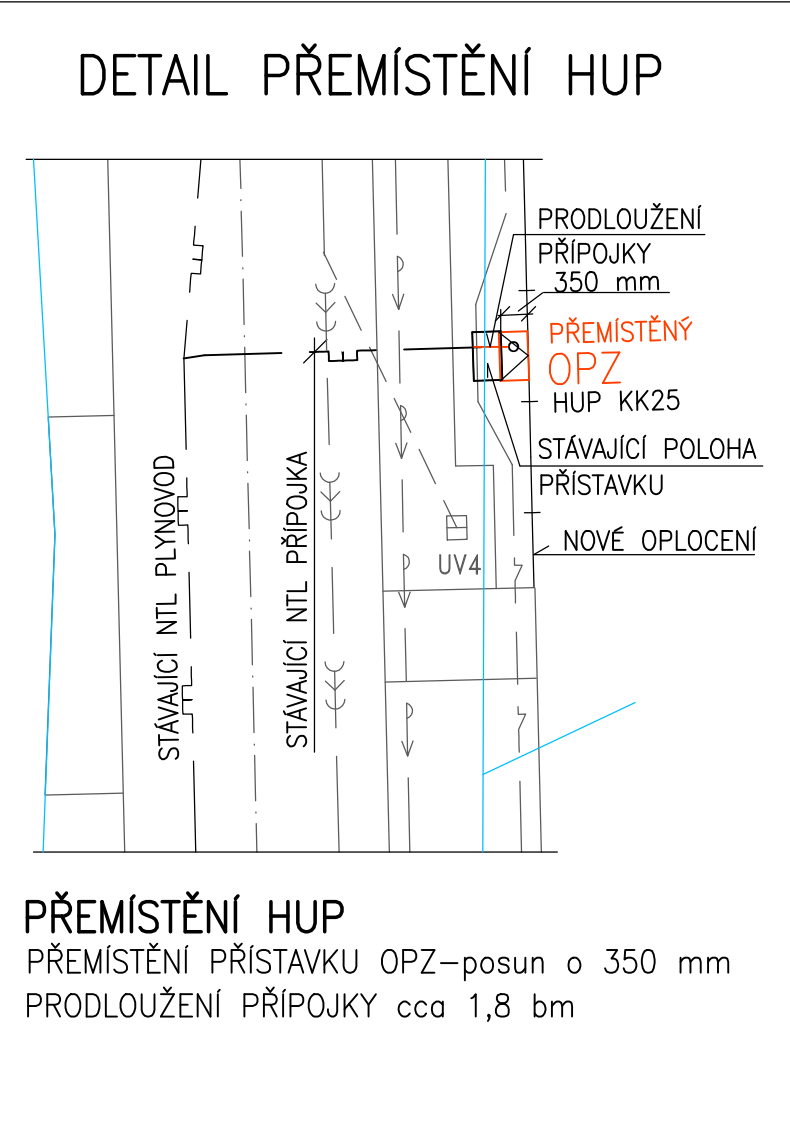 DETAIL PŘEMÍSTĚNÍ HUP
PRODLOUŽENÍ
PŘÍPOJKY
350 mm
PŘEMÍSTĚNÝ
OPZ
HUP KK25
STÁVAJÍCÍ POLOHA
PŘÍSTAVKU
NOVÉ OPLOCENÍ
UV4
STÁVAJÍCÍ NTL PLYNOVOD
STÁVAJÍCÍ NTL PŘÍPOJKA
PŘEMÍSTĚNÍ HUP
PŘEMÍSTĚNÍ PŘÍSTAVKU OPZ-posun o 350 mm
PRODLOUŽENÍ PŘÍPOJKY cca 1,8 bm